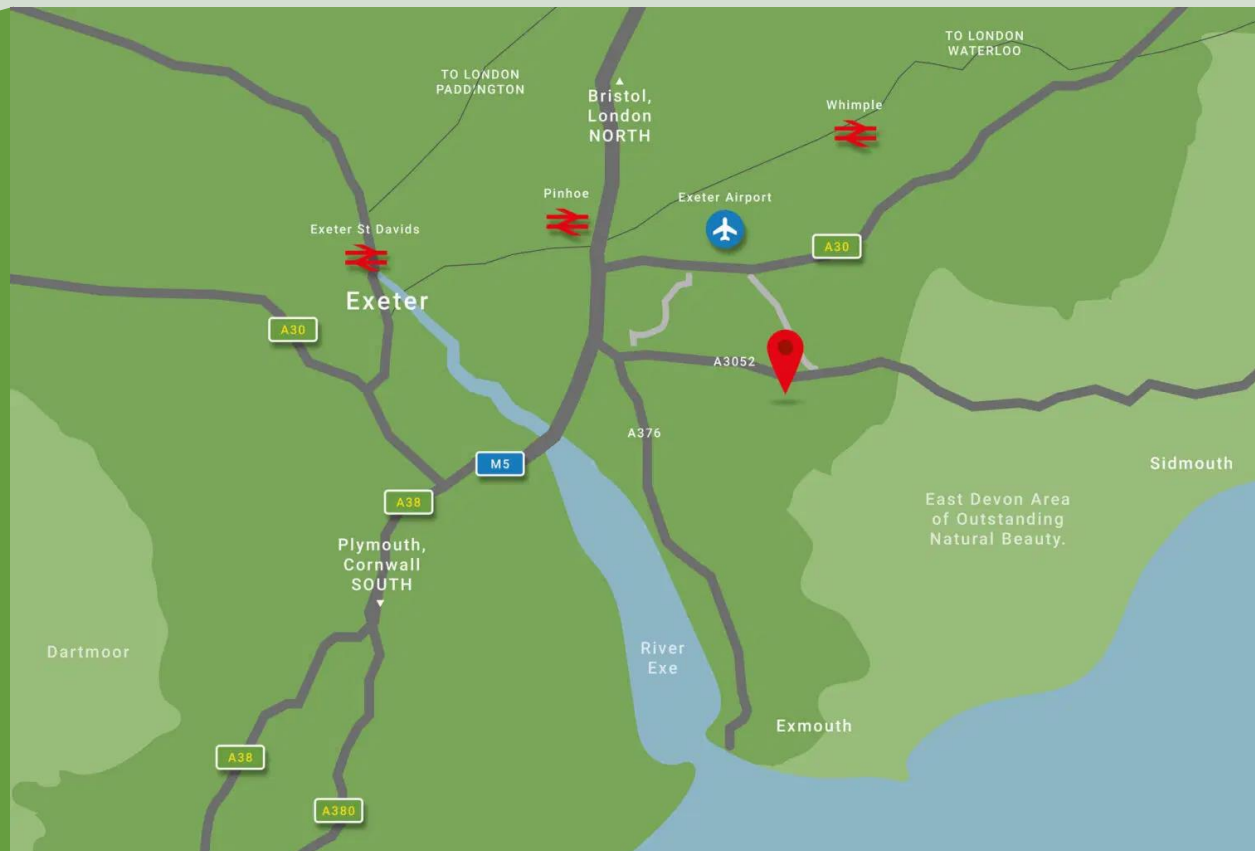 TO LONDON
WATERLOO
TO LONDON
PADDINGTON
Bristol,
London
NORTH
Whimple
Pinhoe
Exeter Airport
Exeter St Davids
A30
Exeter
A30
A3052
A376
M5
Sidmouth
A38
East Devon Area
of Outstanding
Natural Beauty.
Plymouth,
Cornwall
SOUTH
Dartmoor
River
Exe
Exmouth
A38
A380